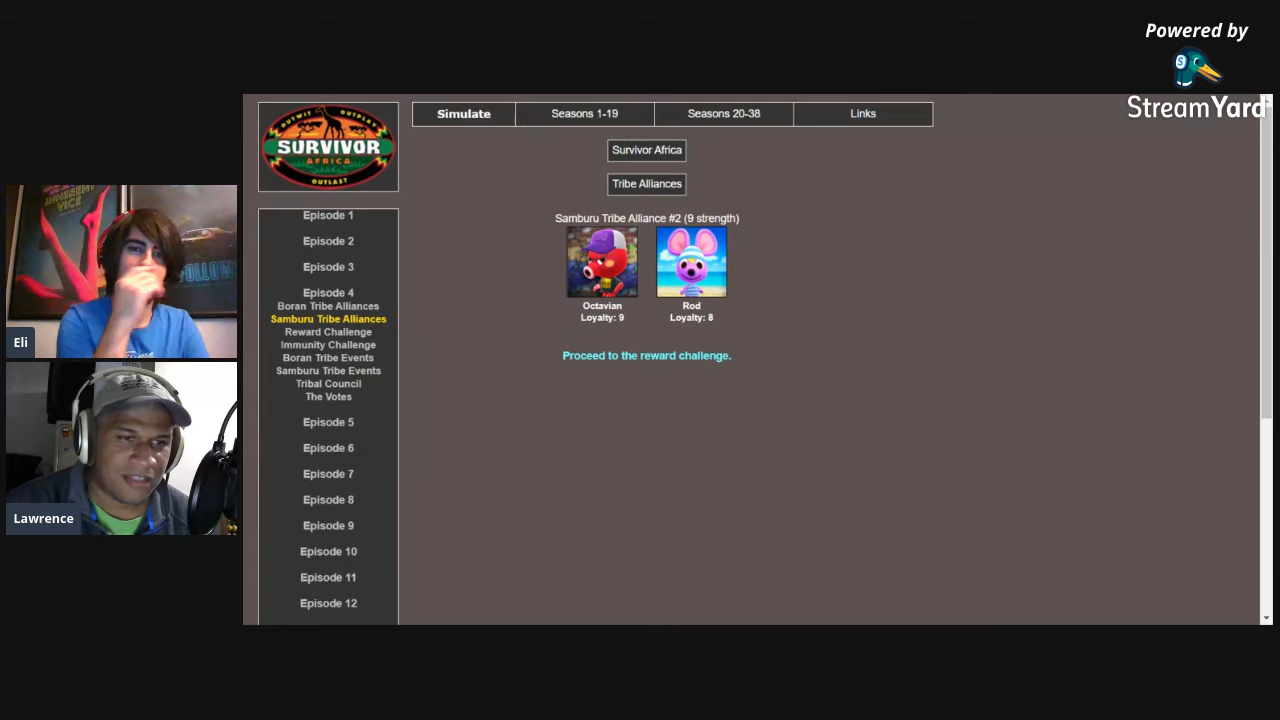 Powered by
StreamYard
OUTWIT OUTPLAY
SURVIVOR
AFRICA
OUTLAST
Simulate
Seasons 1-19
Seasons 20-38
Links
Survivor Africa
Tribe Alliances
Samburu Tribe Alliance #2 (9 strength)
Octavian
Loyalty: 9
Rod
Loyalty: 8
Proceed to the reward challenge.
Episode 1
Episode 2
Episode 3
Episode 4
Boran Tribe Alliances
Samburu Tribe Alliances
Reward Challenge
Immunity Challenge
Boran Tribe Events
Samburu Tribe Events
Tribal Council
The Votes
Episode 5
Episode 6
Episode 7
Episode 8
Episode 9
Episode 10
Episode 11
Episode 12
INHERENT
VICE
FOLLOW
Eli
Lawrence